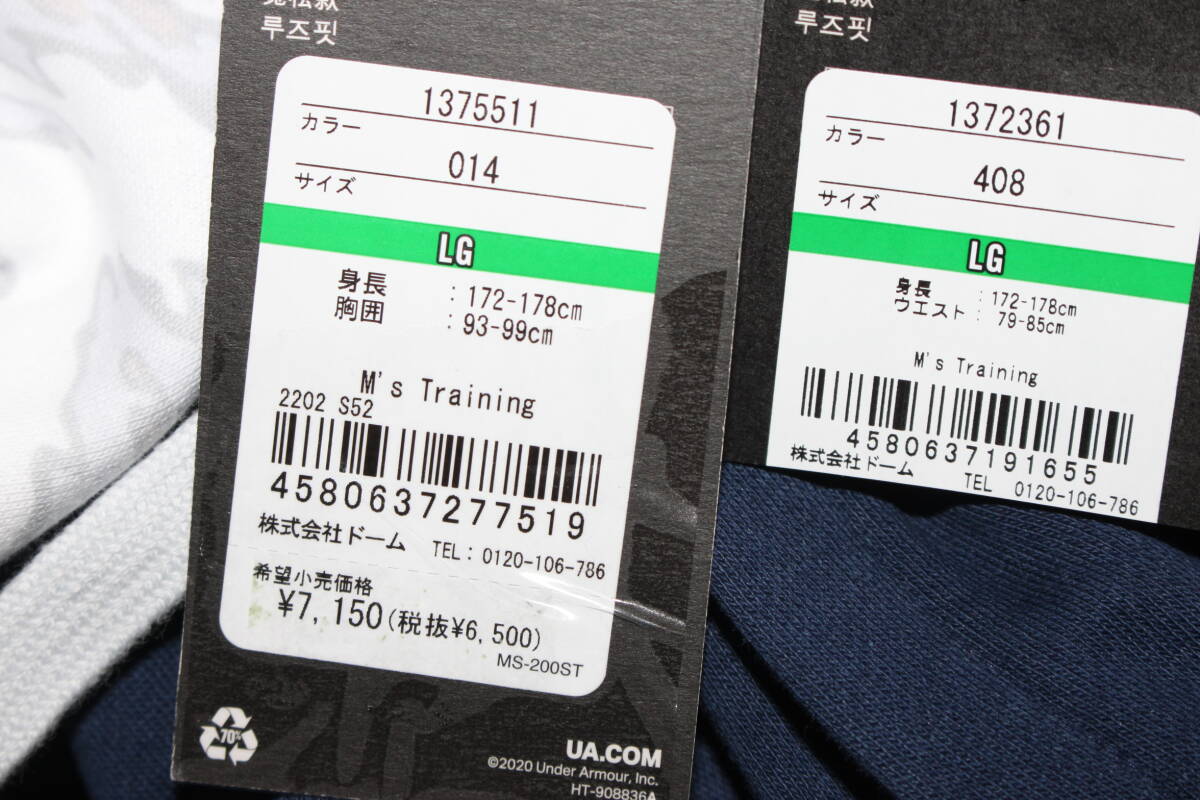 루즈핏
1375511
カラー
014
サイズ
LG
身長 : 172-178cm
胸囲 : 93-99cm
M's Training
2202 S52
4580637277519
株式会社ドーム TEL: 0120-106-786
希望小売価格
¥7,150(税抜¥6,500)
MS-200ST
70%
UA.COM
©2020 Under Armour, Inc.
HT-908836A
루즈핏
1372361
カラー
408
サイズ
LG
身長 : 172-178cm
ウエスト : 79-85cm
M's Training
4580637191655
株式会社ドーム TEL 0120-106-786